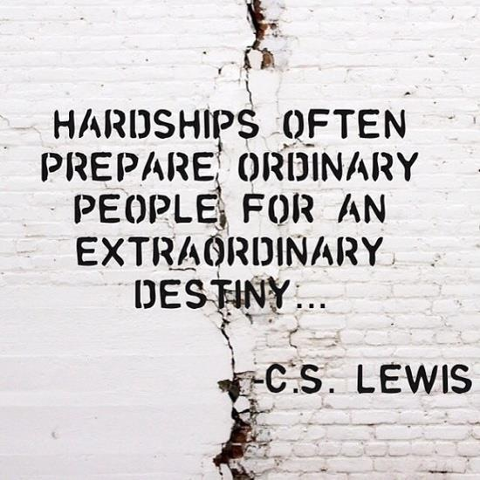 HARDSHIPS OFTEN
PREPARE ORDINARY
PEOPLE FOR AN
EXTRAORDINARY
DESTINY...
-C.S. LEWIS